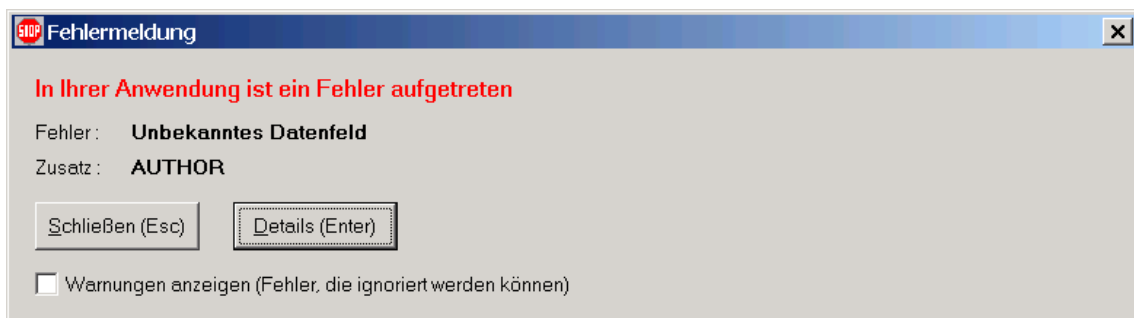 STOP Fehlermeldung
In Ihrer Anwendung ist ein Fehler aufgetreten
Fehler : Unbekanntes Datenfeld
Zusatz : AUTHOR
Schließen (Esc) Details (Enter)
Warnungen anzeigen (Fehler, die ignoriert werden können)